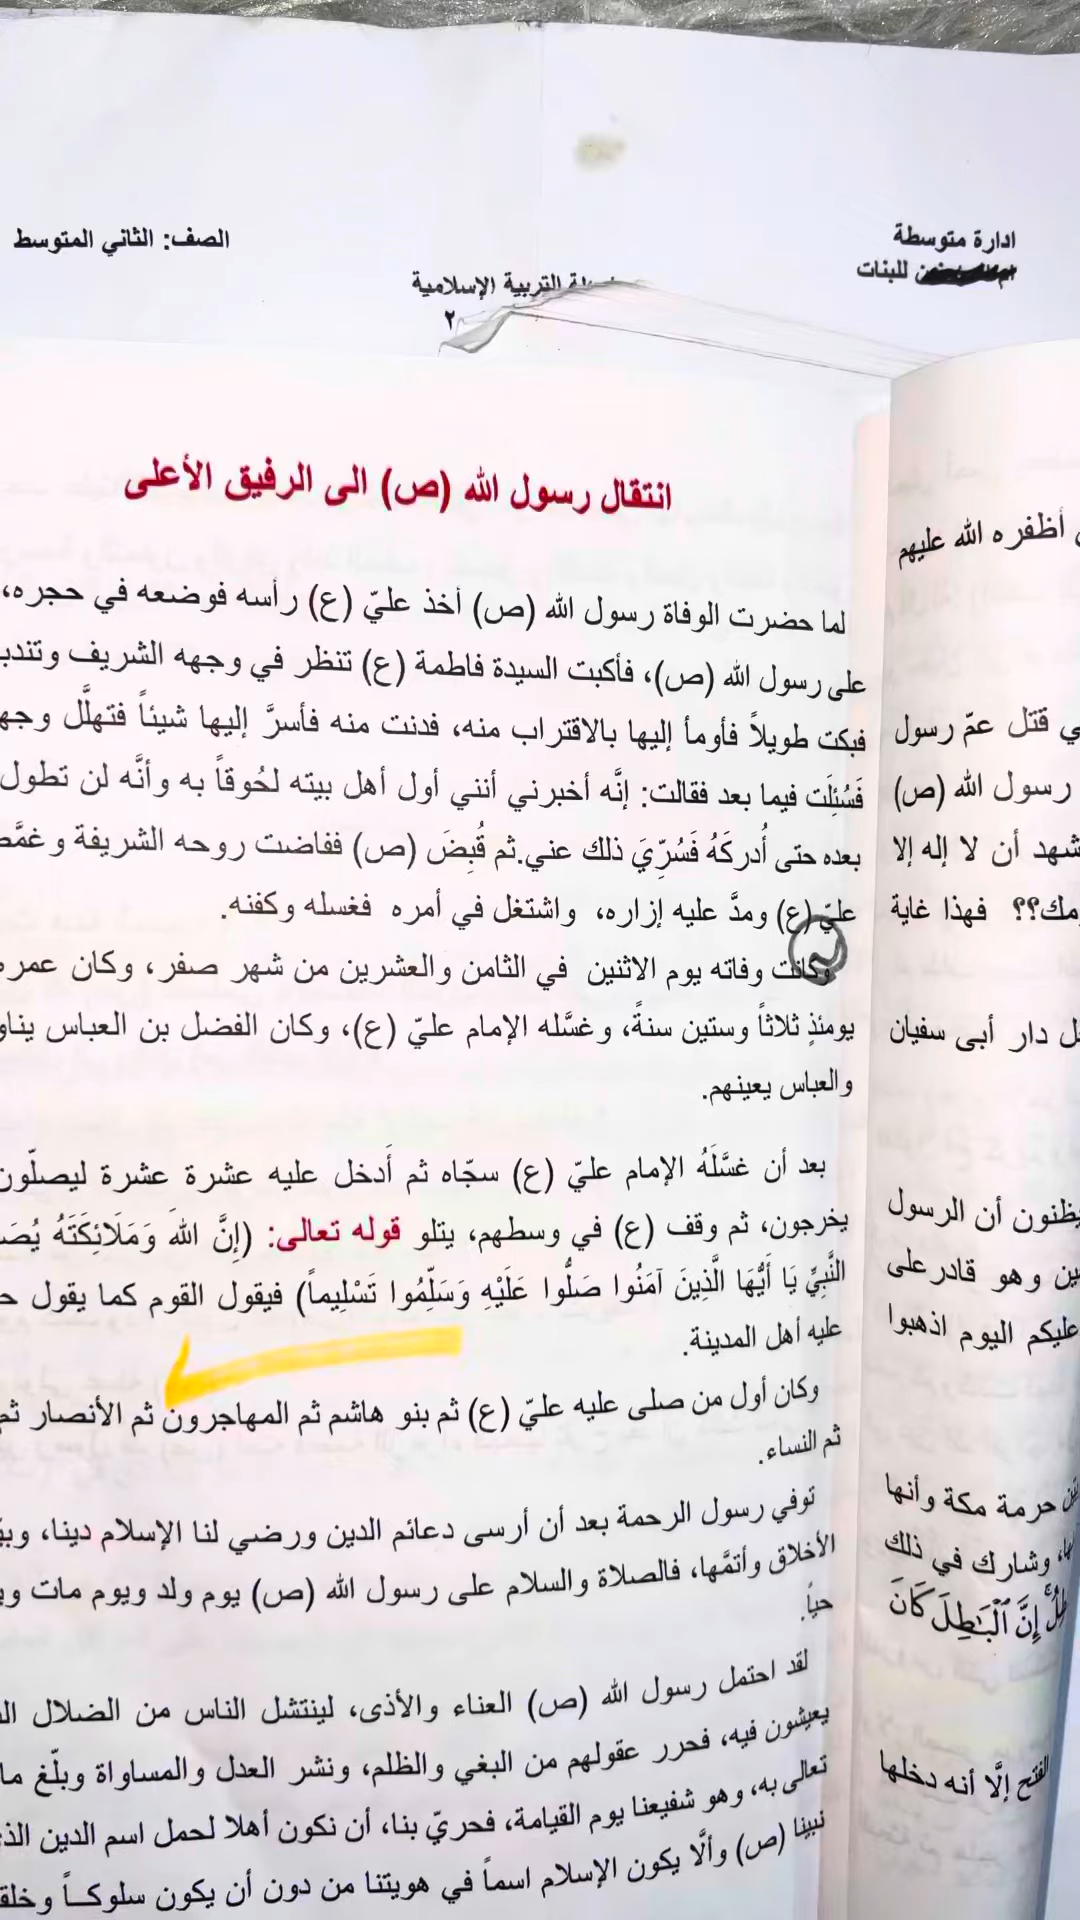 ادارة متوسطة
للبنات
الصف: الثاني المتوسط
التربية الإسلامية
٢
انتقال رسول الله (ص) الى الرفيق الأعلى
لما حضرت الوفاة رسول الله (ص) أخذ عليّ (ع) رأسه فوضعه في حجره،
على رسول الله (ص)، فأكبت السيدة فاطمة (ع) تنظر في وجهه الشريف
فبكت طويلاً فأومأ إليها بالاقتراب منه، فدنت منه فأسرَّ إليها شيئاً فتهلَّل
فَسُئِلَت فيما بعد فقالت: إنَّه أخبرني أنني أول أهل بيته لحُوقاً به وأنَّه لن تطول
بعده حتى أُدركَهُ فَسُرِّيَ ذلك عني.ثم قُبِضَ (ص) ففاضت روحه الشريفة
عليّ (ع) ومدَّ عليه إزاره، واشتغل في أمره فغسله وكفنه.
وكانت وفاته يوم الاثنين في الثامن والعشرين من شهر صفر، وكان عمره
يومئذٍ ثلاثاً وستين سنةً، وغسَّله الإمام عليّ (ع)، وكان الفضل بن العباس
والعباس يعينهم.
بعد أن غسَّلَهُ الإمام عليّ (ع) سجّاه ثم أَدخل عليه عشرة عشرة ليصلّون
يخرجون، ثم وقف (ع) في وسطهم، يتلو قوله تعالى: (إِنَّ اللهَ وَمَلَائِكَتَهُ
النَّبِيِّ يَا أَيُّهَا الَّذِينَ آمَنُوا صَلُّوا عَلَيْهِ وَسَلِّمُوا تَسْلِيماً) فيقول القوم كما يقول
عليه أهل المدينة.
وكان أول من صلى عليه عليّ (ع) ثم بنو هاشم ثم المهاجرون ثم الأنصار ثم
ثم النساء.
توفي رسول الرحمة بعد أن أرسى دعائم الدين ورضي لنا الإسلام دينا،
الأخلاق وأتمَّها، فالصلاة والسلام على رسول الله (ص) يوم ولد ويوم مات
حياً.
لقد احتمل رسول الله (ص) العناء والأذى، لينتشل الناس من الضلال
يعيشون فيه، فحرر عقولهم من البغي والظلم، ونشر العدل والمساواة وبلّغ ما
تعالى به، وهو شفيعنا يوم القيامة، فحريّ بنا، أن نكون أهلا لحمل اسم الدين
نبينا (ص) وألَّا يكون الإسلام اسماً في هويتنا من دون أن يكون سلوكاً
أظفره الله عليهم
قتل عمّ رسول
رسول الله (ص)
أن لا إله إلا
فهذا غاية
دار أبى سفيان
أن الرسول
وهو قادر على
عليكم اليوم اذهبوا
حرمة مكة وأنها
وشارك في ذلك
إِنَّ ٱلْبَٰطِلَ كَانَ
الفتح إلَّا أنه دخلها